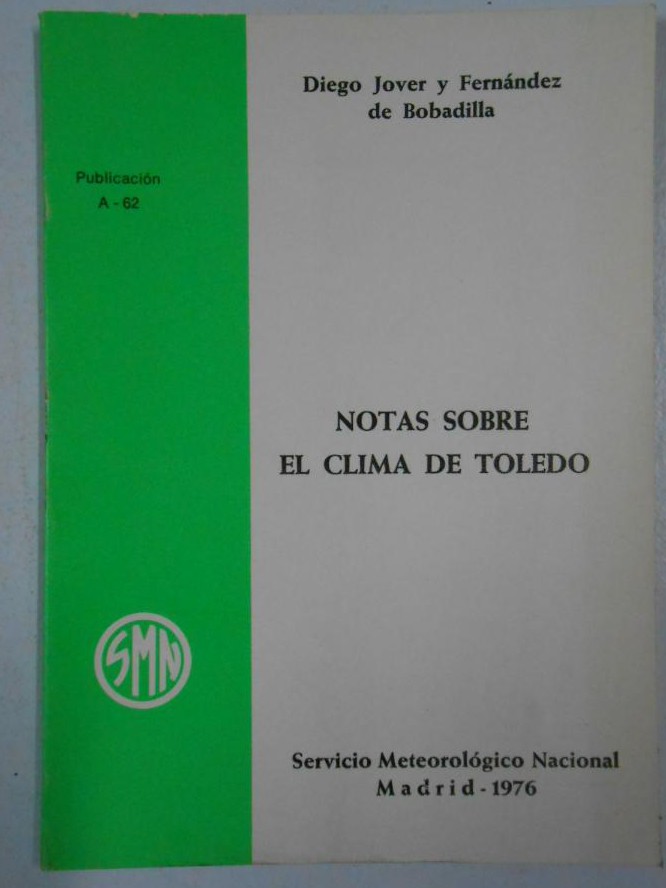 Diego Jover y Fernández
de Bobadilla
Publicación
A - 62
NOTAS SOBRE
EL CLIMA DE TOLEDO
SMN
Servicio Meteorológico Nacional
Madrid - 1976